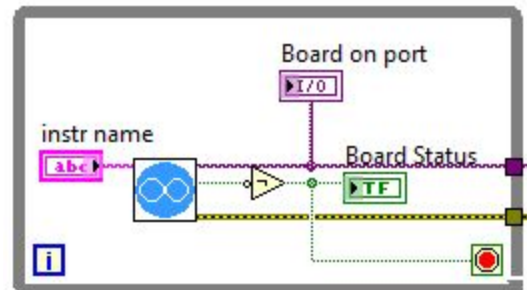 Board on port
I/O
instr name
abc
Board Status
TF
i